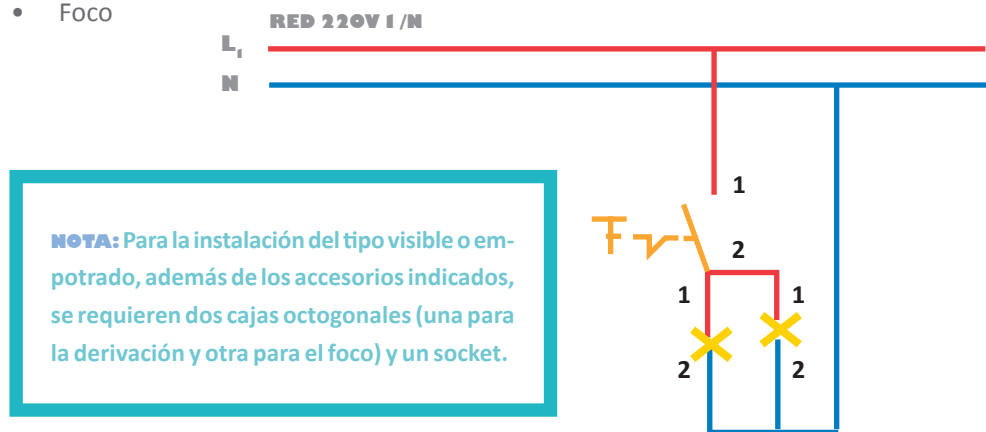 • Foco
RED 220V 1 /N
L1
N
1
2
1 1
2 2
NOTA: Para la instalación del tipo visible o em-
potrado, además de los accesorios indicados,
se requieren dos cajas octogonales (una para
la derivación y otra para el foco) y un socket.